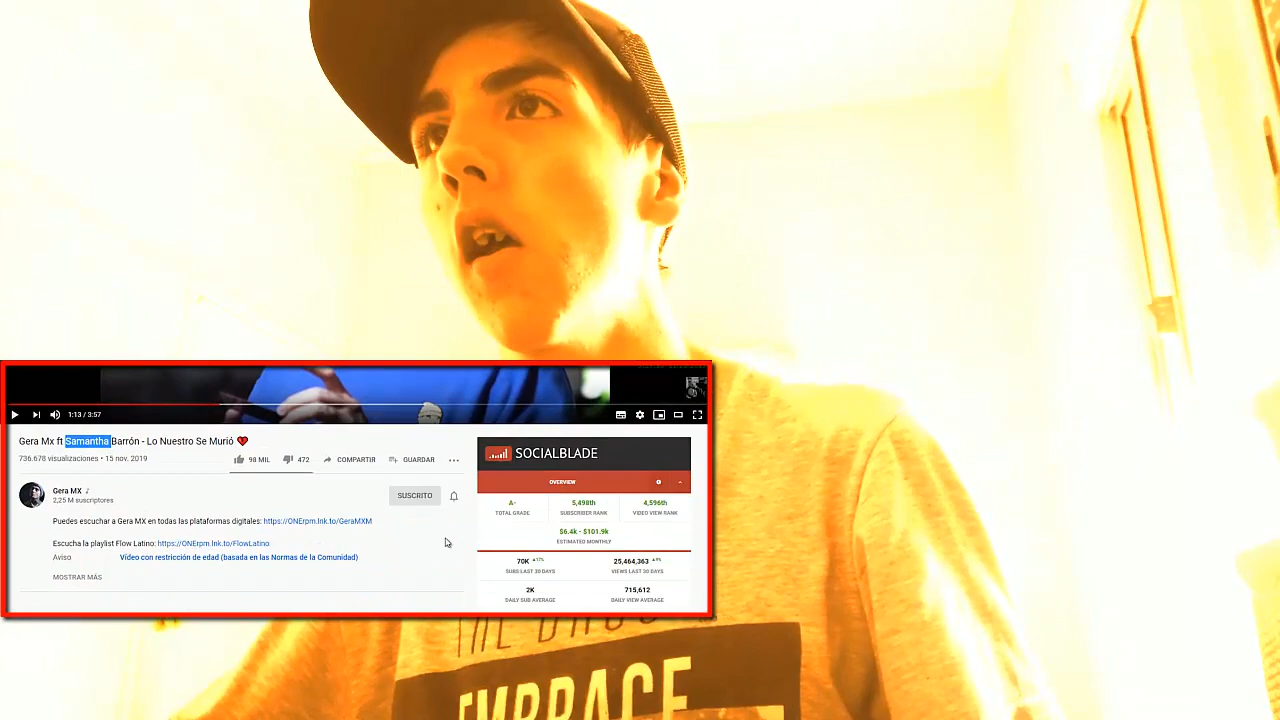 1:13 / 3:57
Gera Mx ft Samantha Barrón - Lo Nuestro Se Murió
736,678 visualizaciones • 15 nov. 2019
98 MIL
472
COMPARTIR
GUARDAR
Gera MX
2,25 M suscriptores
SUSCRITO
Puedes escuchar a Gera MX en todas las plataformas digitales: https://ONErpm.lnk.to/GeraMXM
Escucha la playlist Flow Latino: https://ONErpm.lnk.to/FlowLatino
Aviso Vídeo con restricción de edad (basada en las Normas de la Comunidad)
MOSTRAR MÁS
SOCIALBLADE
OVERVIEW
A- 5,498th 4,596th
TOTAL GRADE SUBSCRIBER RANK VIDEO VIEW RANK
$6.4k - $101.9k
ESTIMATED MONTHLY
70K 25,464,363
SUBS LAST 30 DAYS VIEWS LAST 30 DAYS
2K 715,612
DAILY SUB AVERAGE DAILY VIEW AVERAGE
EMBRACE